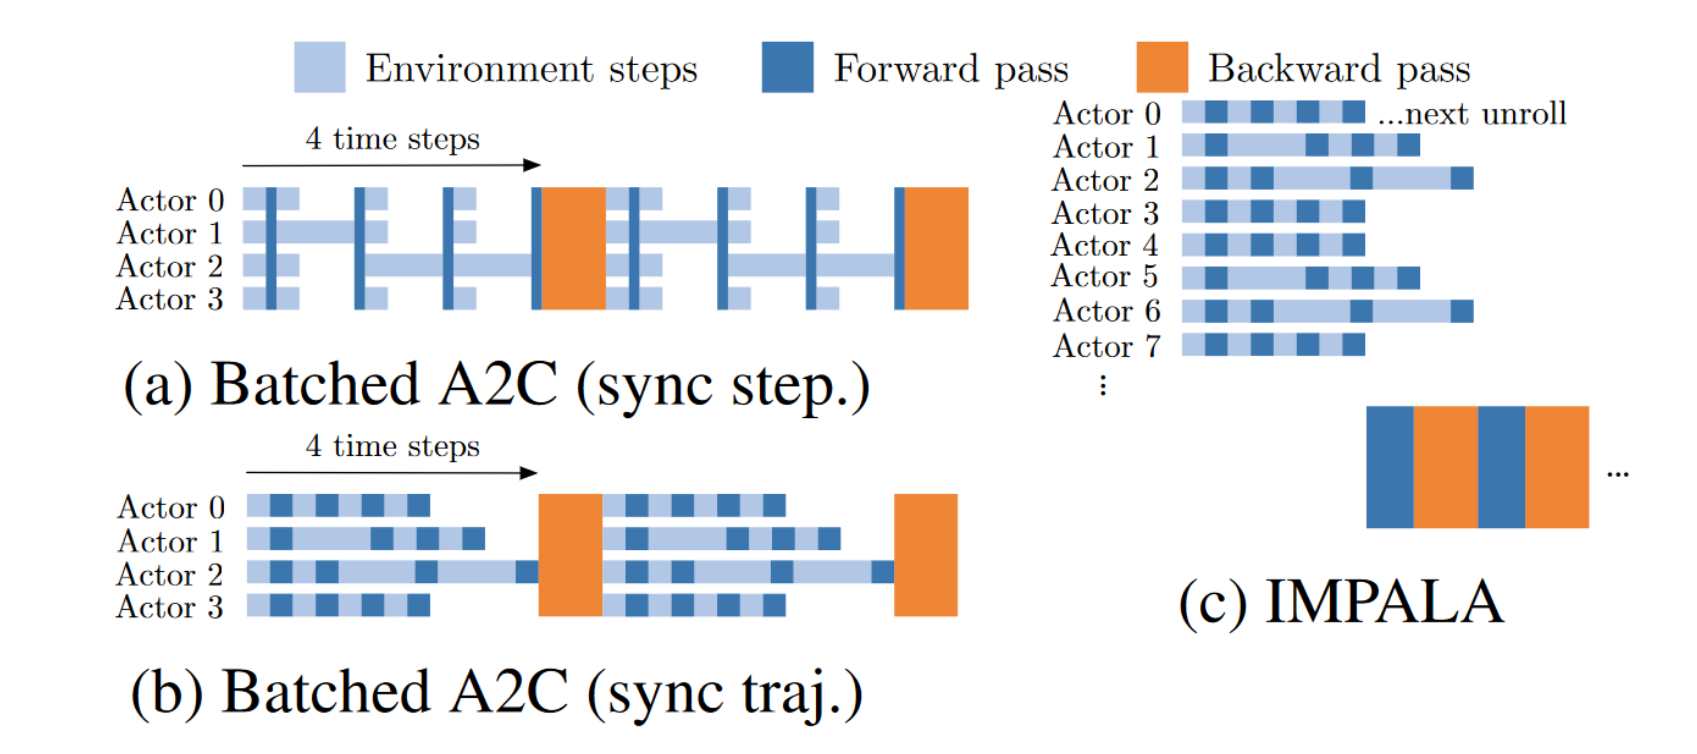 Environment steps
Forward pass
Backward pass
4 time steps
Actor 0
Actor 1
Actor 2
Actor 3
(a) Batched A2C (sync step.)
4 time steps
Actor 0
Actor 1
Actor 2
Actor 3
(b) Batched A2C (sync traj.)
Actor 0 ...next unroll
Actor 1
Actor 2
Actor 3
Actor 4
Actor 5
Actor 6
Actor 7
⋮
...
(c) IMPALA